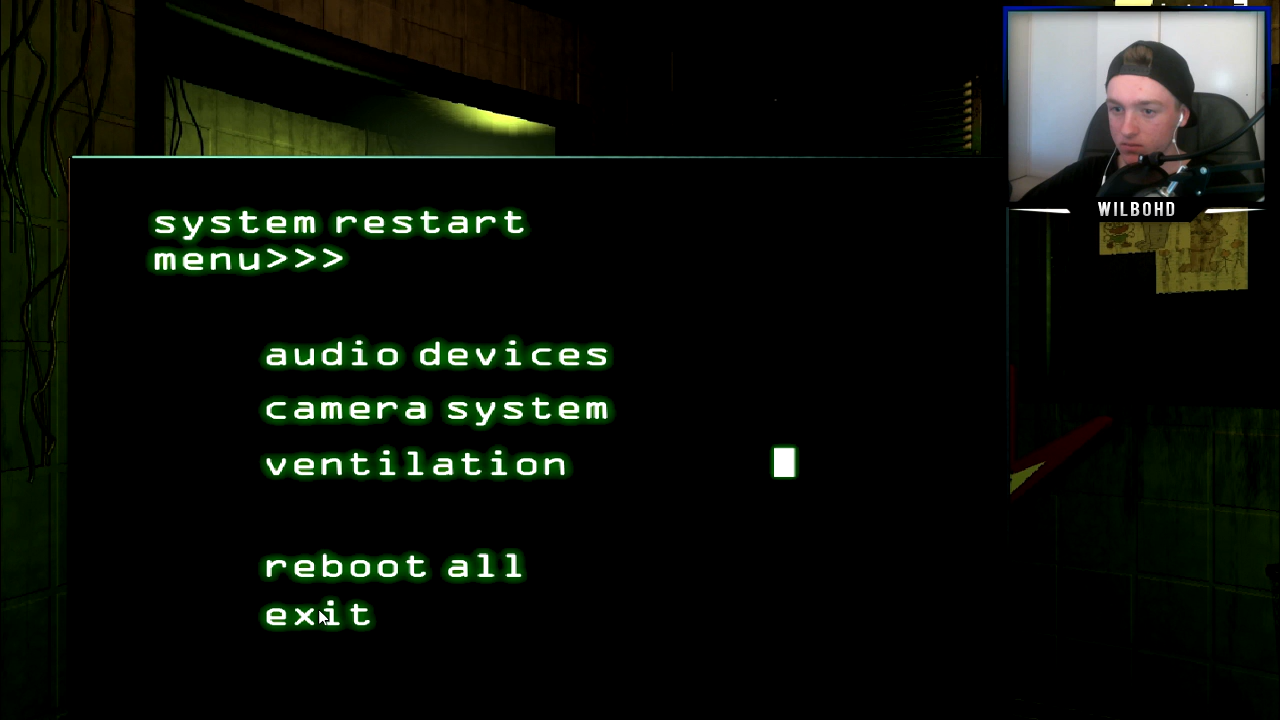 system restart
menu>>>
audio devices
camera system
ventilation
reboot all
exit
WILBOHD